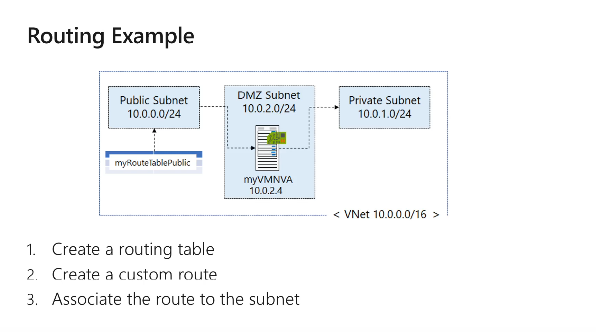 Routing Example
Public Subnet
10.0.0.0/24
DMZ Subnet
10.0.2.0/24
Private Subnet
10.0.1.0/24
myRouteTablePublic
myVMNVA
10.0.2.4
< VNet 10.0.0.0/16 >
1. Create a routing table
2. Create a custom route
3. Associate the route to the subnet